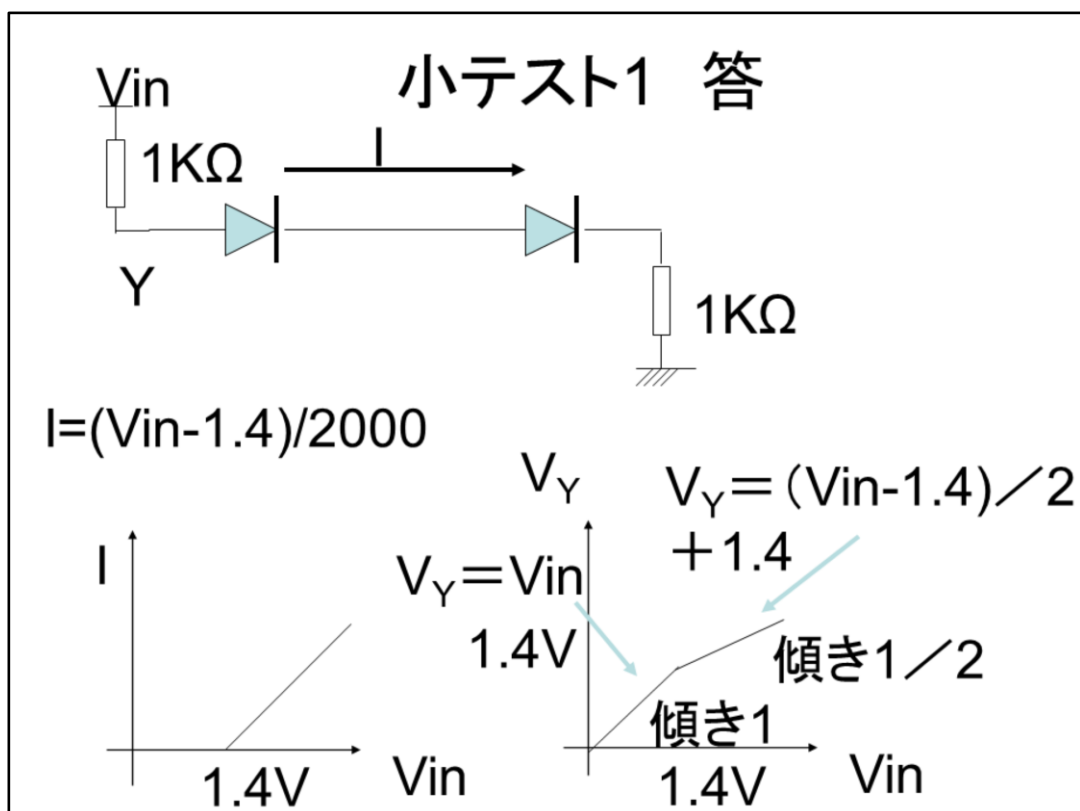 小テスト1 答
Vin
1KΩ
I
Y
1KΩ
I=(Vin-1.4)/2000
I
1.4V
Vin
VY
VY=Vin
VY=(Vin-1.4)/2
+1.4
1.4V
傾き1/2
傾き1
1.4V
Vin